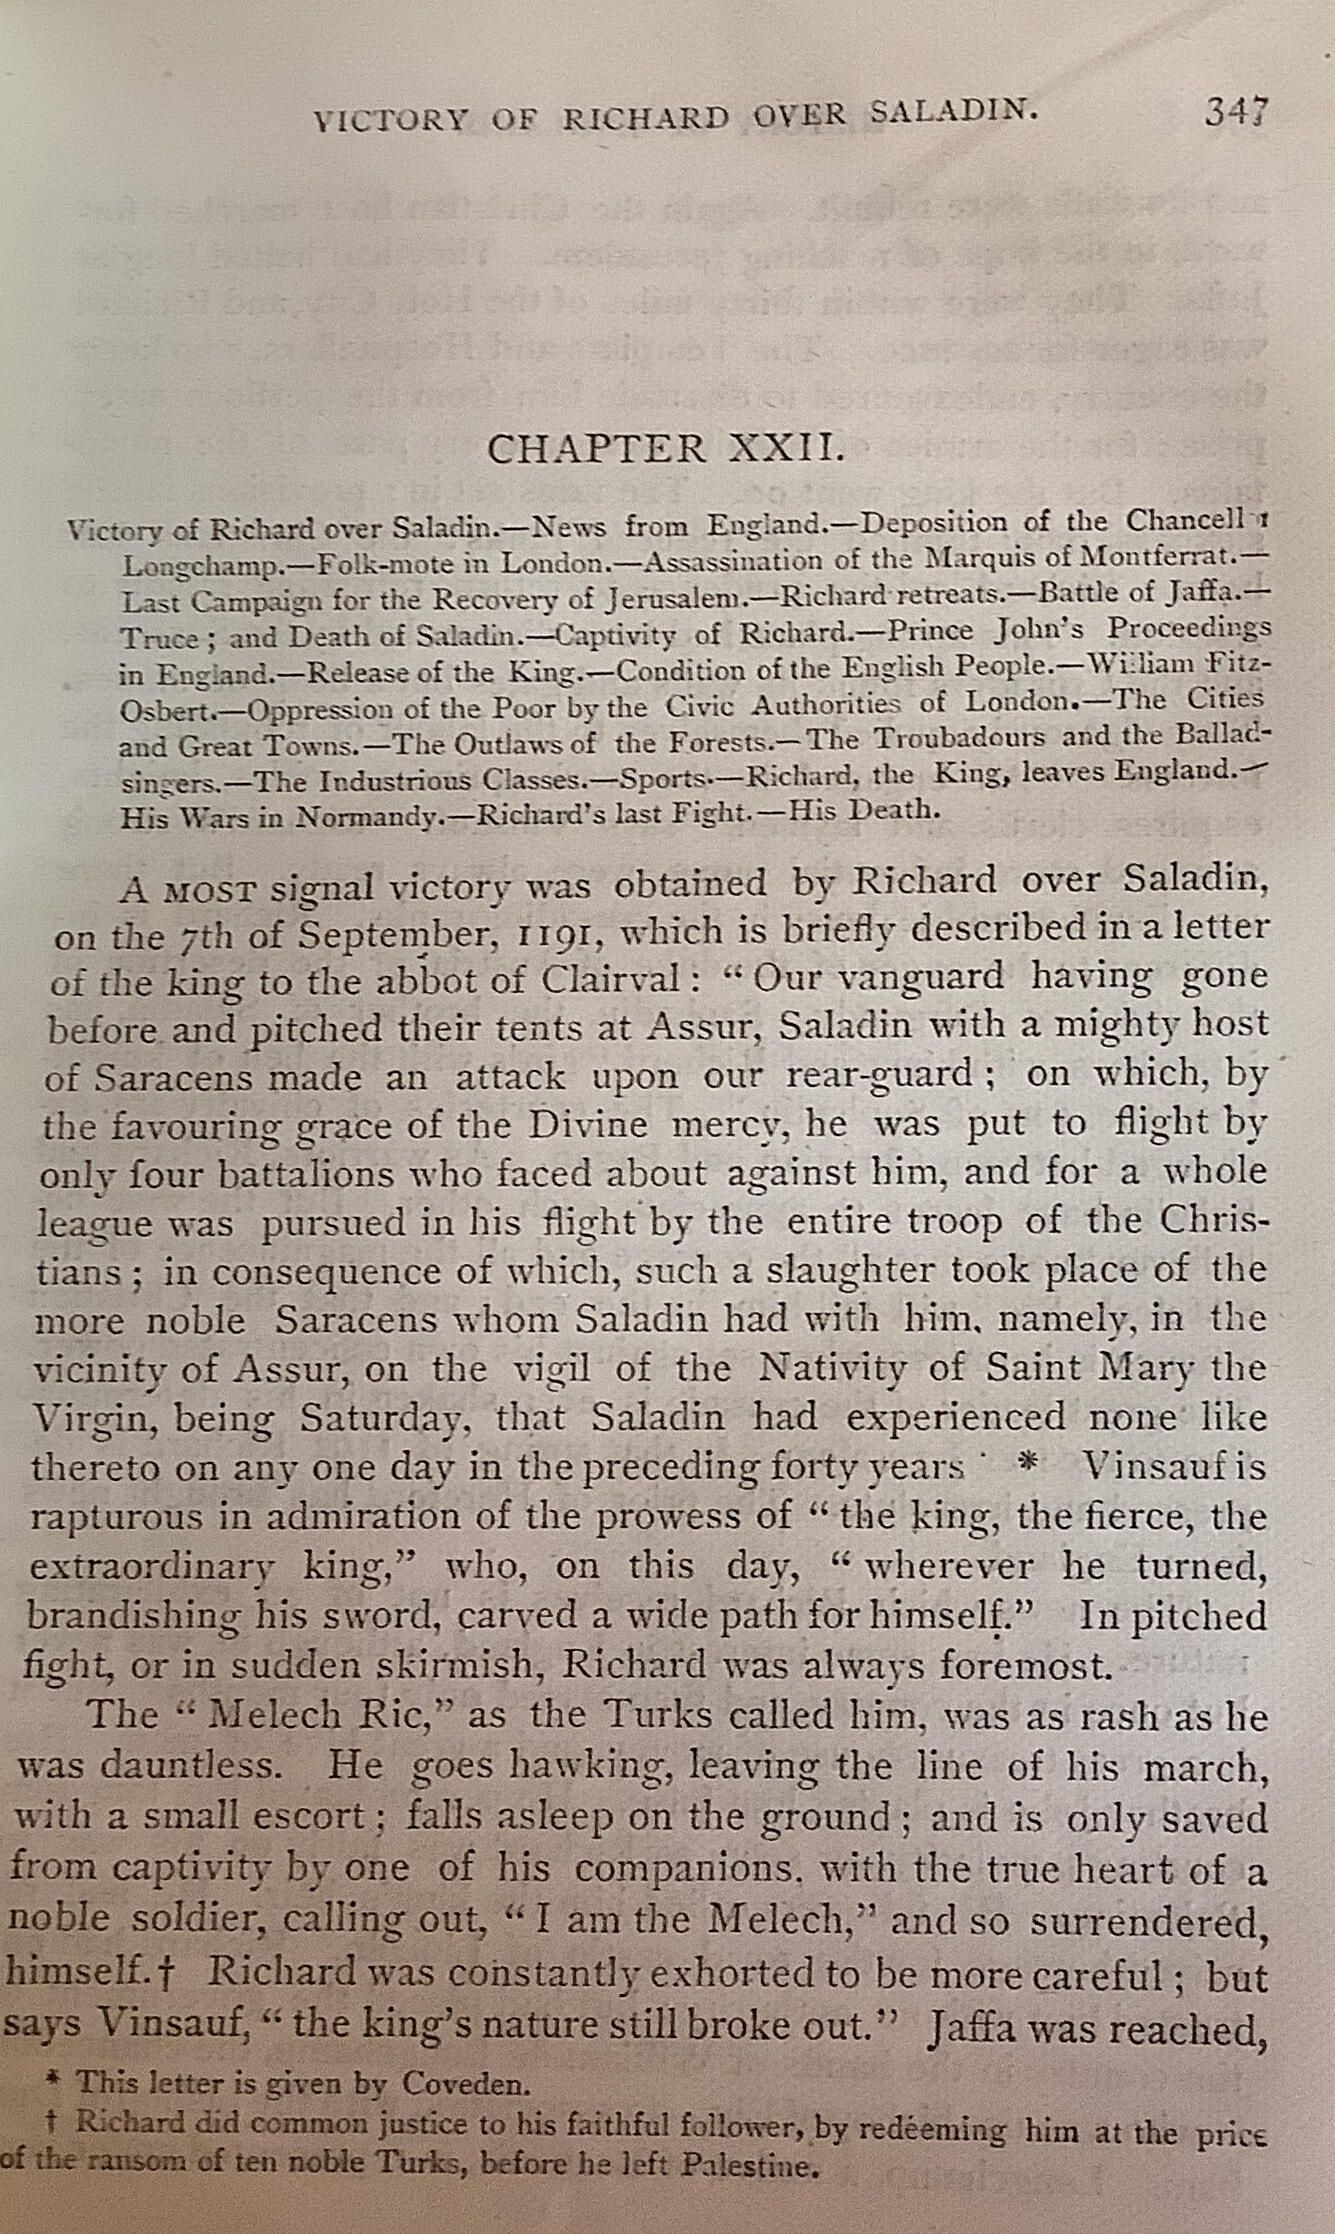 VICTORY OF RICHARD OVER SALADIN. 347
CHAPTER XXII.
Victory of Richard over Saladin.—News from England.—Deposition of the Chancell r
Longchamp.—Folk-mote in London.—Assassination of the Marquis of Montferrat.—
Last Campaign for the Recovery of Jerusalem.—Richard retreats.—Battle of Jaffa.—
Truce; and Death of Saladin.—Captivity of Richard.—Prince John's Proceedings
in England.—Release of the King.—Condition of the English People.—William Fitz-
Osbert.—Oppression of the Poor by the Civic Authorities of London.—The Cities
and Great Towns.—The Outlaws of the Forests.—The Troubadours and the Ballad-
singers.—The Industrious Classes.—Sports.—Richard, the King, leaves England.—
His Wars in Normandy.—Richard's last Fight.—His Death.
A MOST signal victory was obtained by Richard over Saladin,
on the 7th of September, 1191, which is briefly described in a letter
of the king to the abbot of Clairval: "Our vanguard having gone
before and pitched their tents at Assur, Saladin with a mighty host
of Saracens made an attack upon our rear-guard; on which, by
the favouring grace of the Divine mercy, he was put to flight by
only four battalions who faced about against him, and for a whole
league was pursued in his flight by the entire troop of the Chris-
tians; in consequence of which, such a slaughter took place of the
more noble Saracens whom Saladin had with him, namely, in the
vicinity of Assur, on the vigil of the Nativity of Saint Mary the
Virgin, being Saturday, that Saladin had experienced none like
thereto on any one day in the preceding forty years * Vinsauf is
rapturous in admiration of the prowess of "the king, the fierce, the
extraordinary king," who, on this day, "wherever he turned,
brandishing his sword, carved a wide path for himself." In pitched
fight, or in sudden skirmish, Richard was always foremost.
The "Melech Ric," as the Turks called him, was as rash as he
was dauntless. He goes hawking, leaving the line of his march,
with a small escort; falls asleep on the ground; and is only saved
from captivity by one of his companions. with the true heart of a
noble soldier, calling out, "I am the Melech," and so surrendered,
himself.† Richard was constantly exhorted to be more careful; but
says Vinsauf, "the king's nature still broke out." Jaffa was reached,
* This letter is given by Coveden.
† Richard did common justice to his faithful follower, by redeeming him at the price
of the ransom of ten noble Turks, before he left Palestine.